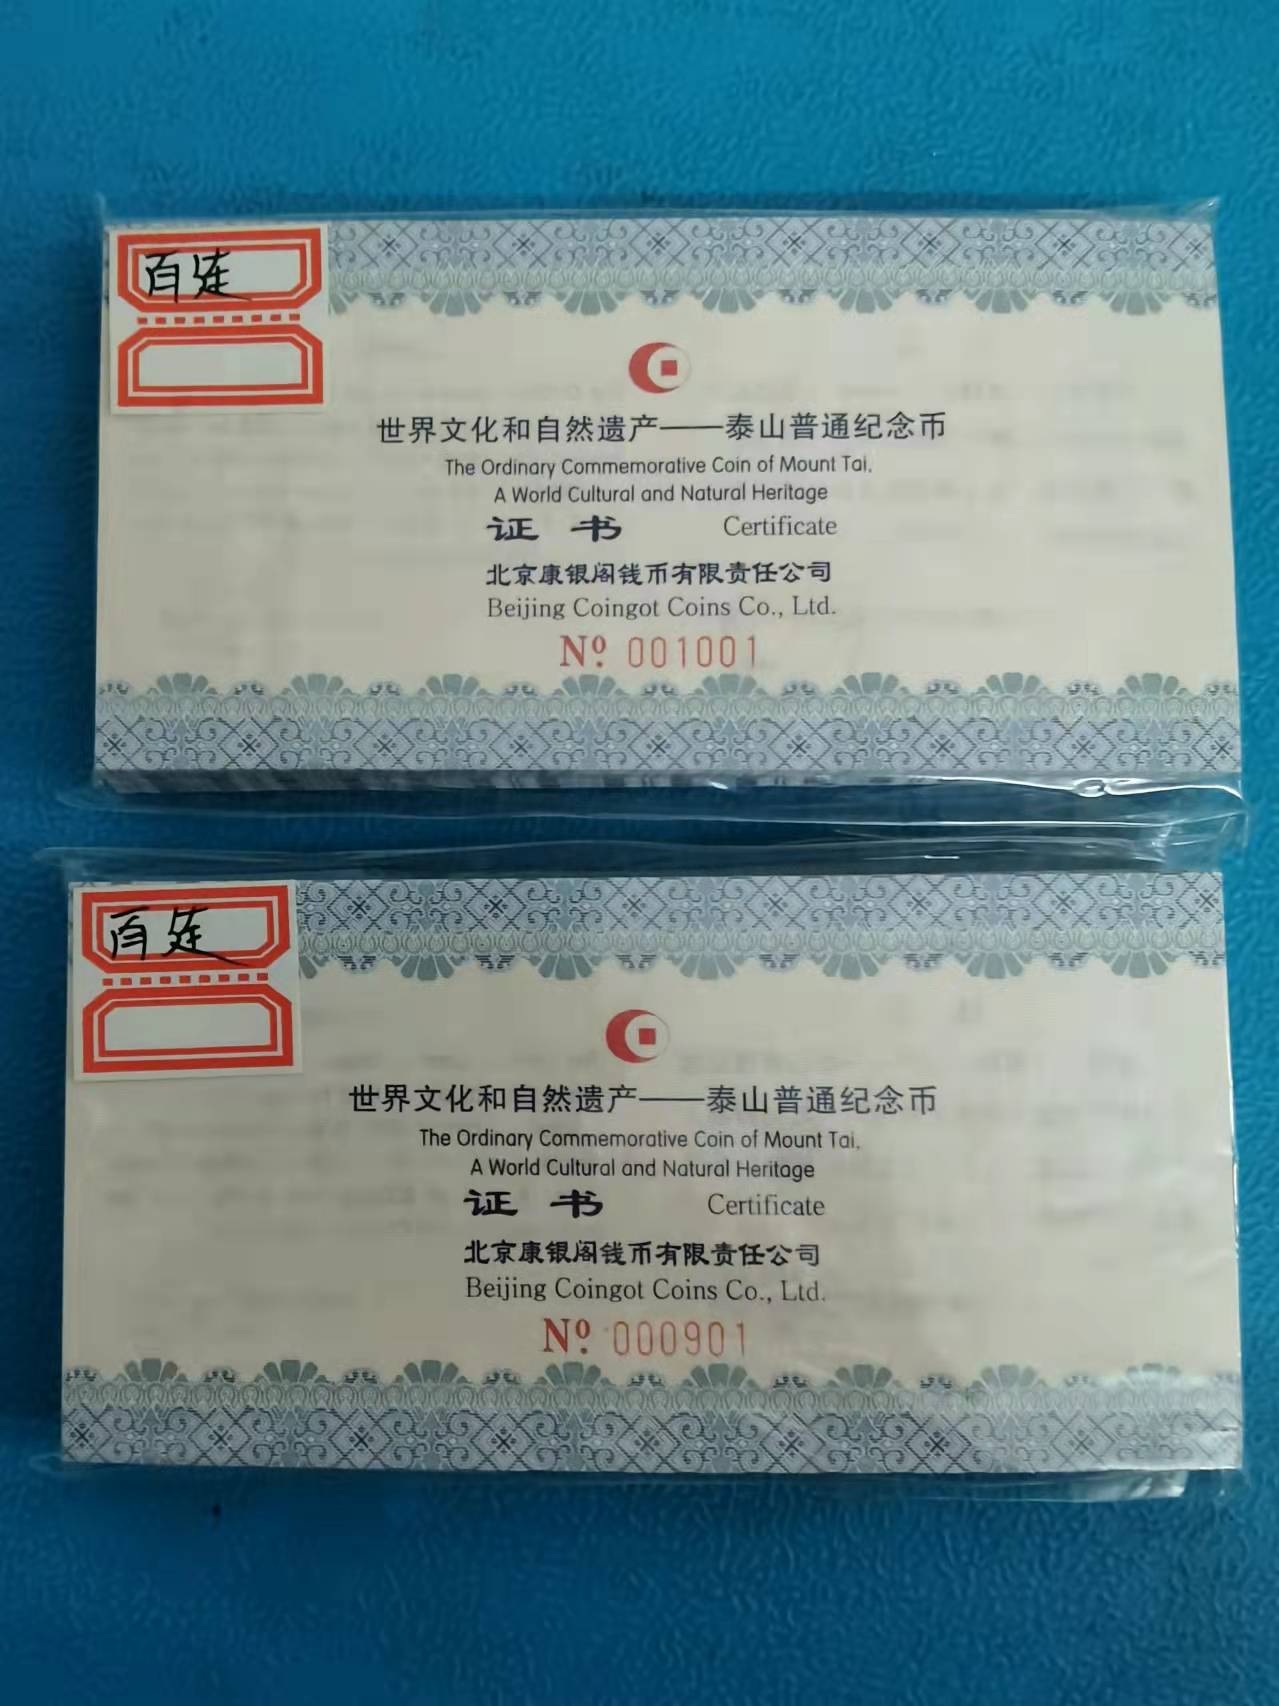 百连
世界文化和自然遗产——泰山普通纪念币
The Ordinary Commemorative Coin of Mount Tai,
A World Cultural and Natural Heritage
证 书 Certificate
北京康银阁钱币有限责任公司
Beijing Coingot Coins Co., Ltd.
Nº 001001
百连
世界文化和自然遗产——泰山普通纪念币
The Ordinary Commemorative Coin of Mount Tai,
A World Cultural and Natural Heritage
证 书 Certificate
北京康银阁钱币有限责任公司
Beijing Coingot Coins Co., Ltd.
Nº 000901